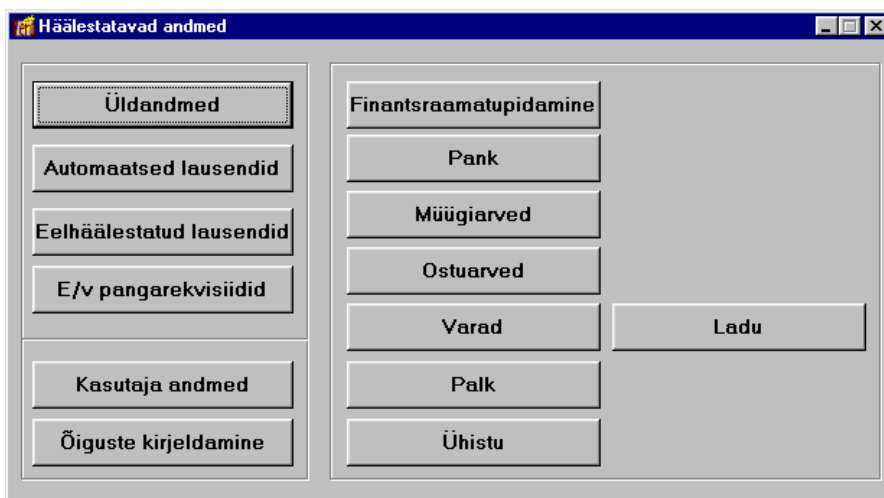 Häälestatavad andmed
Üldandmed
Automaatsed lausendid
Eelhäälestatud lausendid
E/v pangarekvisiidid
Kasutaja andmed
Õiguste kirjeldamine
Finantsraamatupidamine
Pank
Müügiarved
Ostuarved
Varad
Ladu
Palk
Ühistu